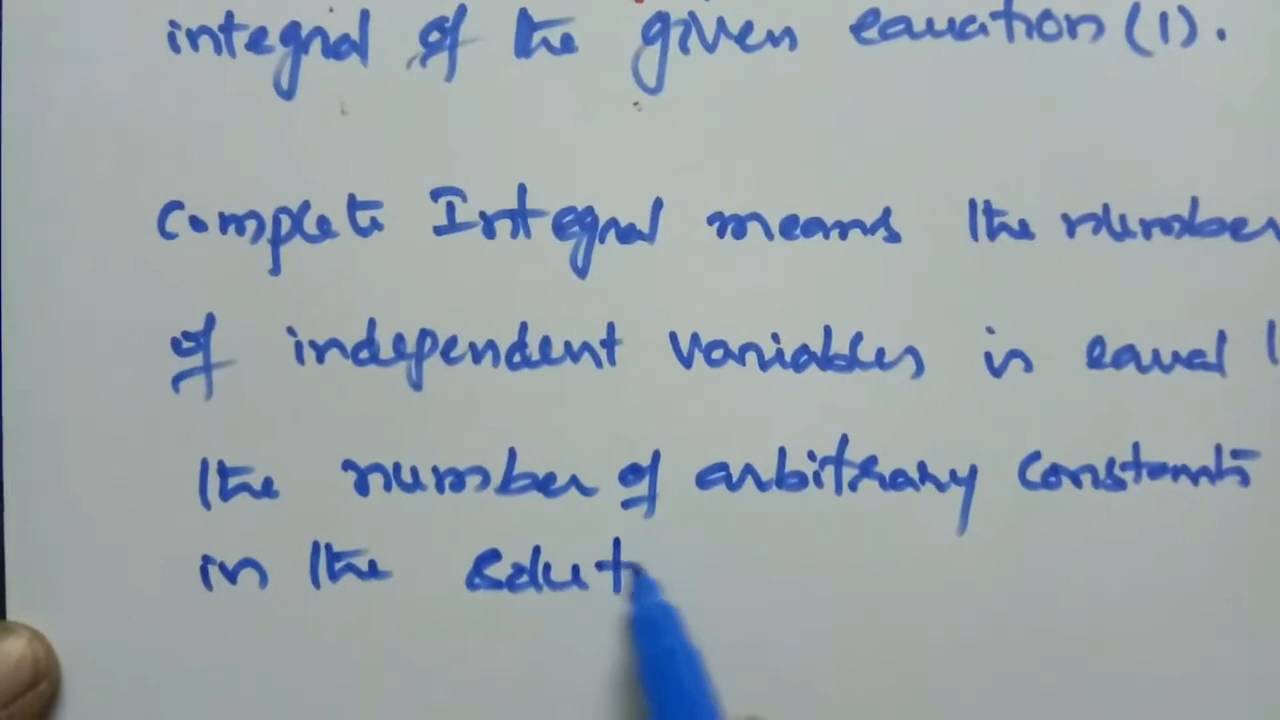 integral of the given equation (1).
Complete Integral means the number
of independent variables is equal
the number of arbitrary constants
in the solut